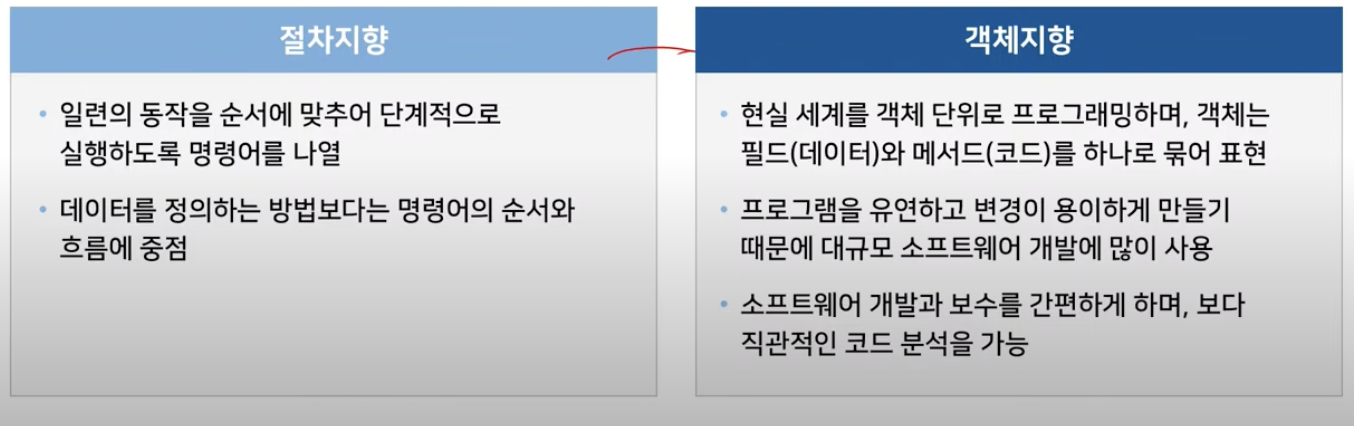 절차지향
• 일련의 동작을 순서에 맞추어 단계적으로
실행하도록 명령어를 나열
• 데이터를 정의하는 방법보다는 명령어의 순서와
흐름에 중점
객체지향
• 현실 세계를 객체 단위로 프로그래밍하며, 객체는
필드(데이터)와 메서드(코드)를 하나로 묶어 표현
• 프로그램을 유연하고 변경이 용이하게 만들기
때문에 대규모 소프트웨어 개발에 많이 사용
• 소프트웨어 개발과 보수를 간편하게 하며, 보다
직관적인 코드 분석을 가능